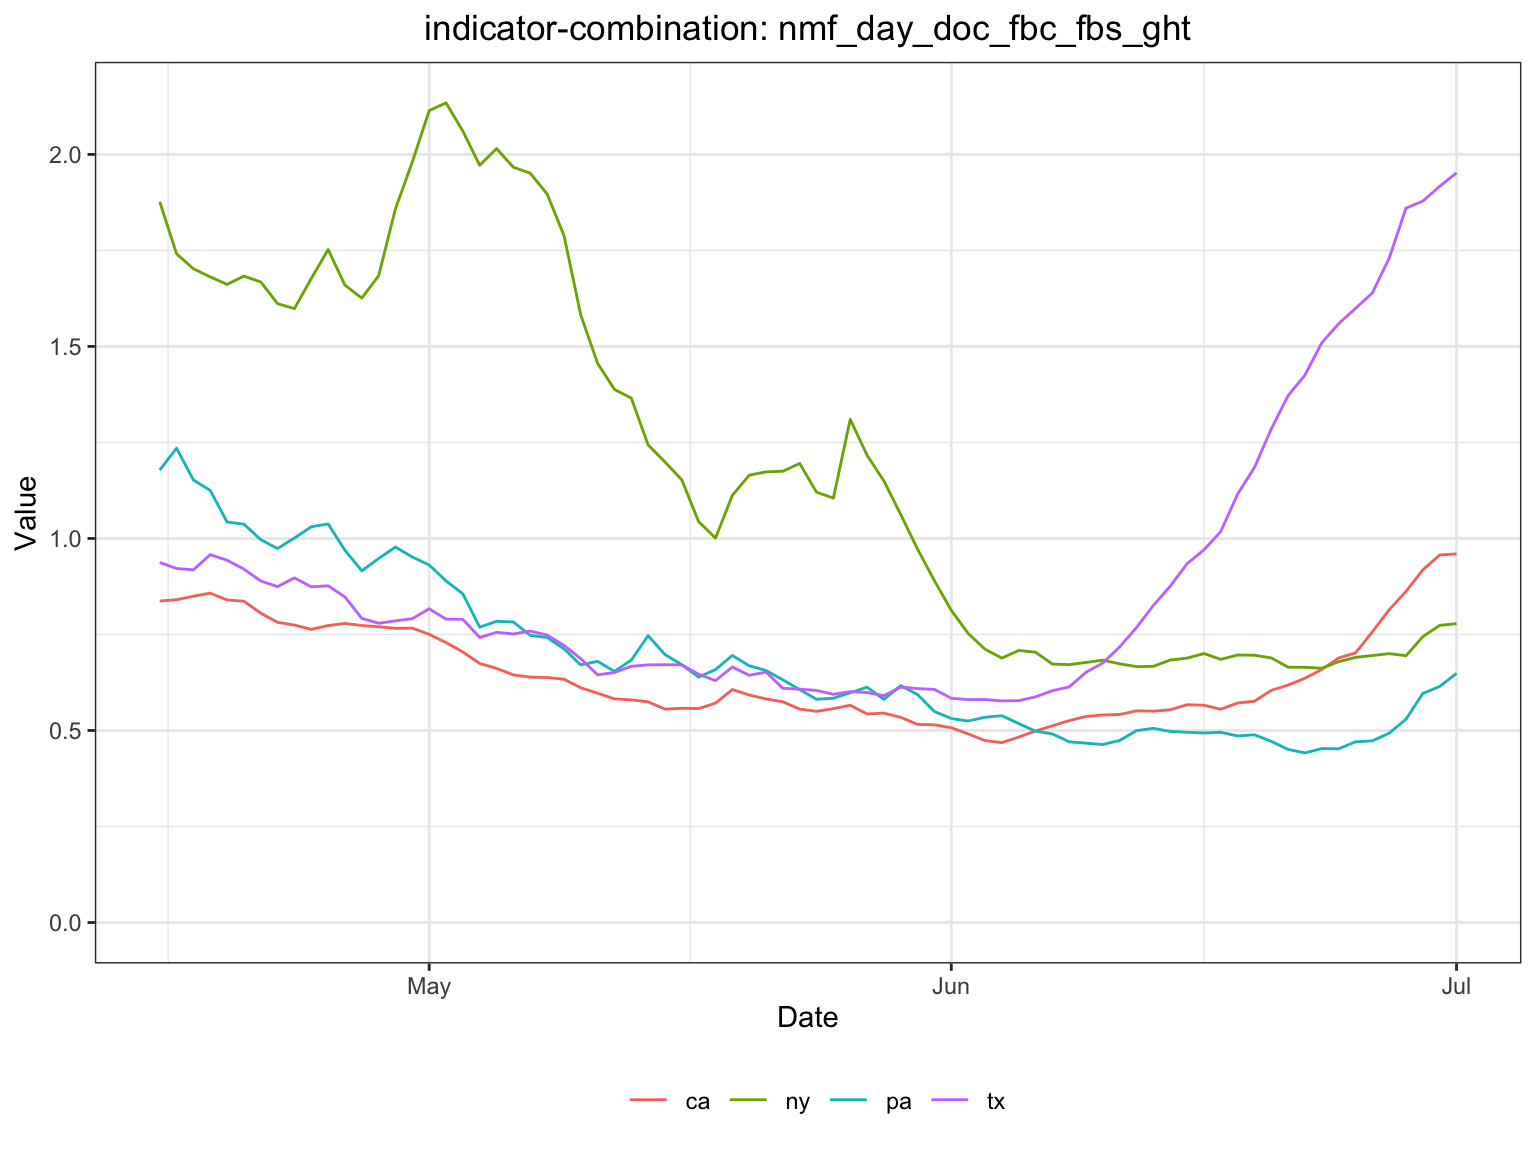 indicator-combination: nmf_day_doc_fbc_fbs_ght
Value
2.0
1.5
1.0
0.5
0.0
May Jun Jul
Date
ca ny pa tx